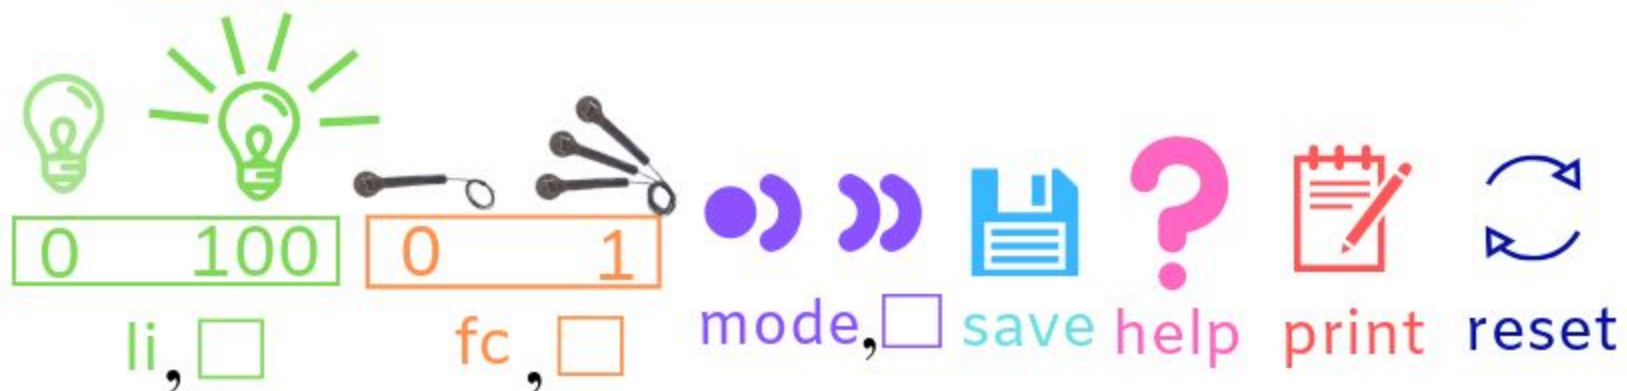 0 100
0 1
li,
fc ,
mode,
save
help
print
reset